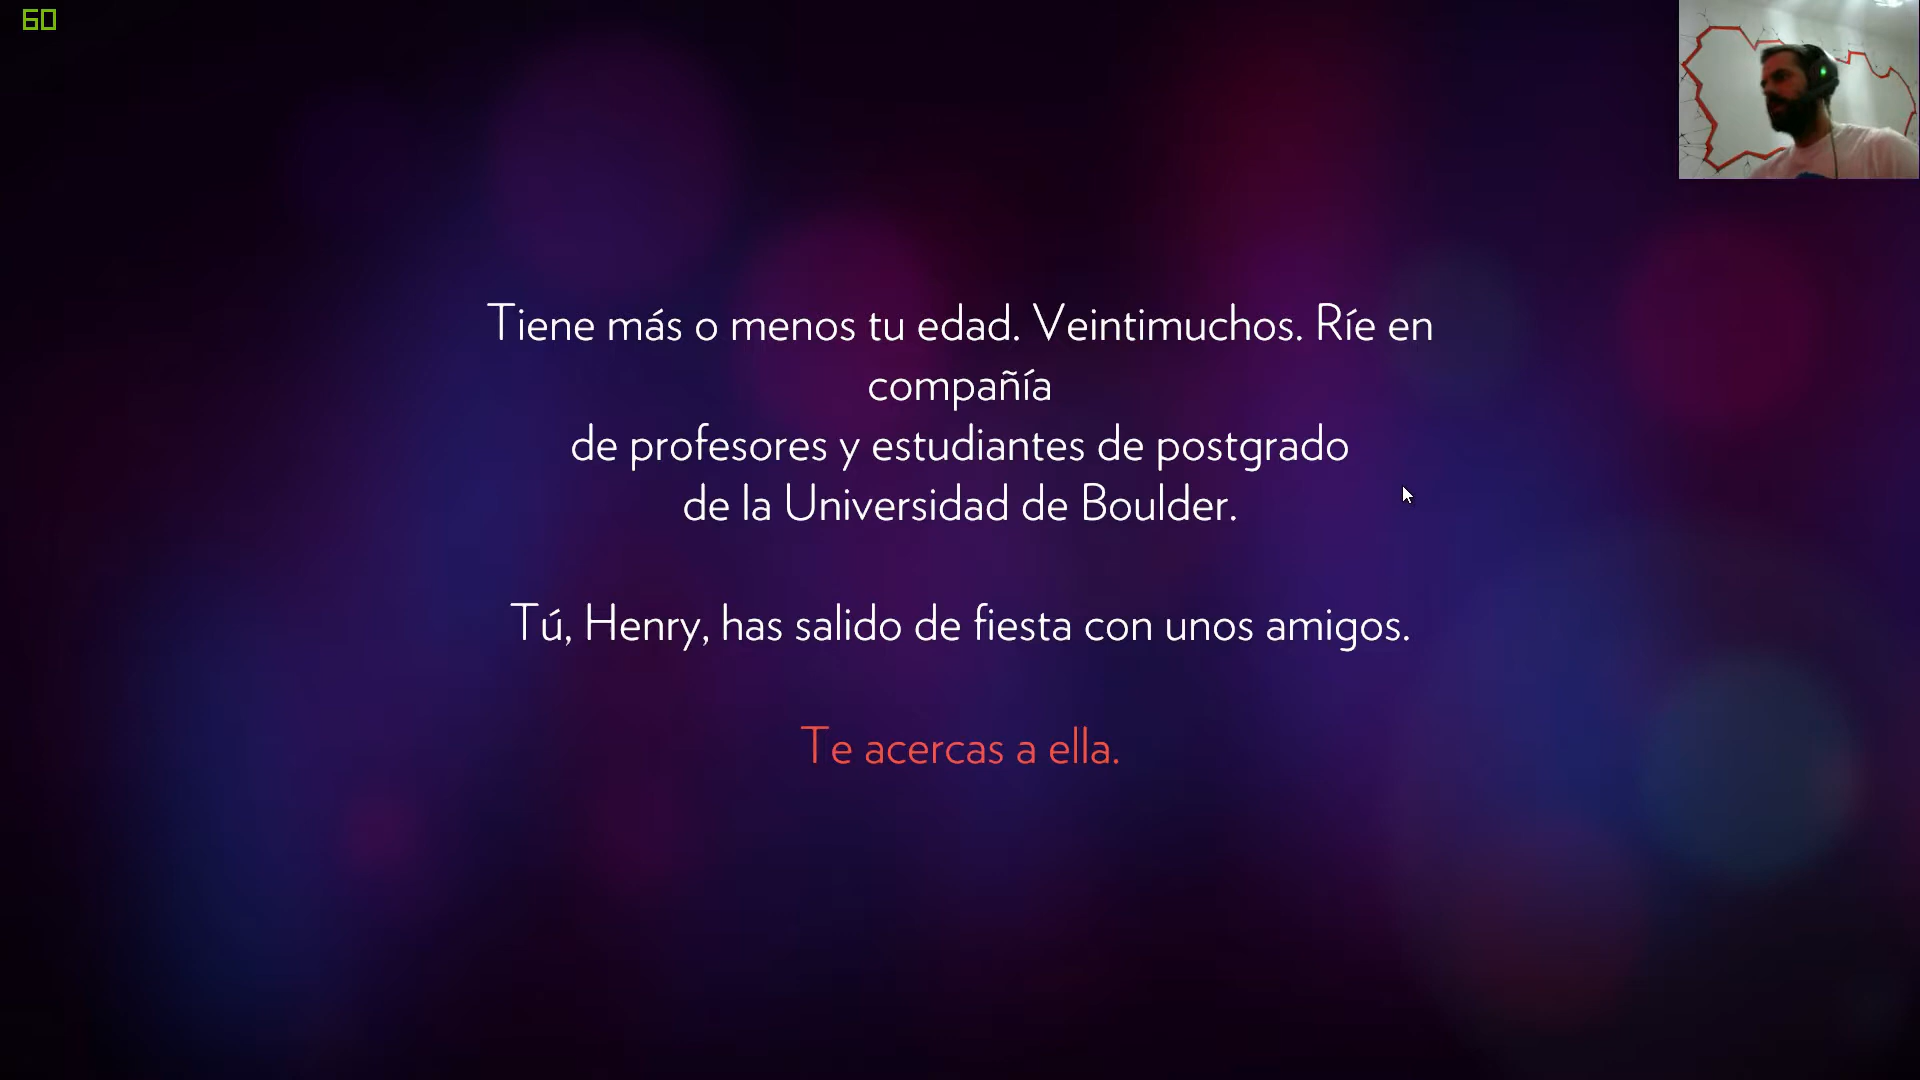 60
Tiene más o menos tu edad. Veintimuchos. Ríe en
compañía
de profesores y estudiantes de postgrado
de la Universidad de Boulder.
Tú, Henry, has salido de fiesta con unos amigos.
Te acercas a ella.